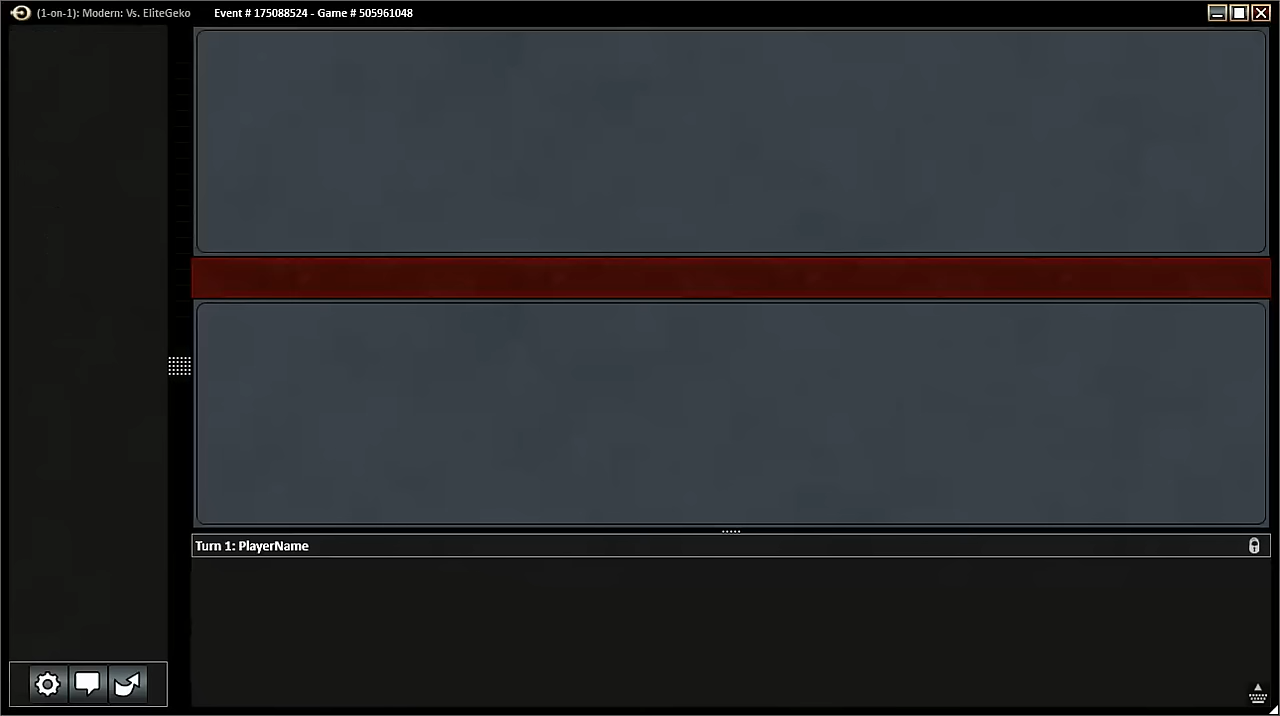 (1-on-1): Modern: Vs. EliteGeko
Event # 175088524 - Game # 505961048
Turn 1: PlayerName